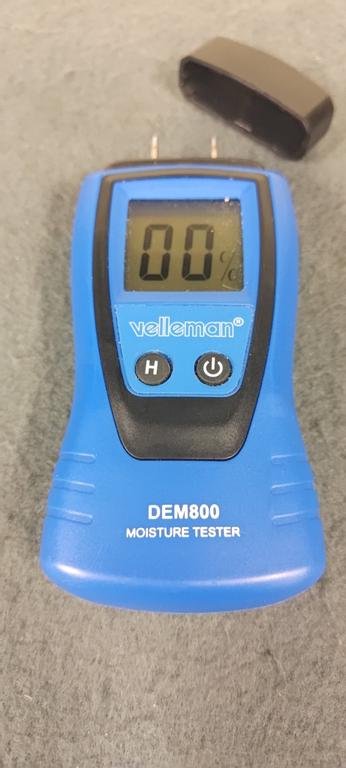 00%
velleman®
H
DEM800
MOISTURE TESTER